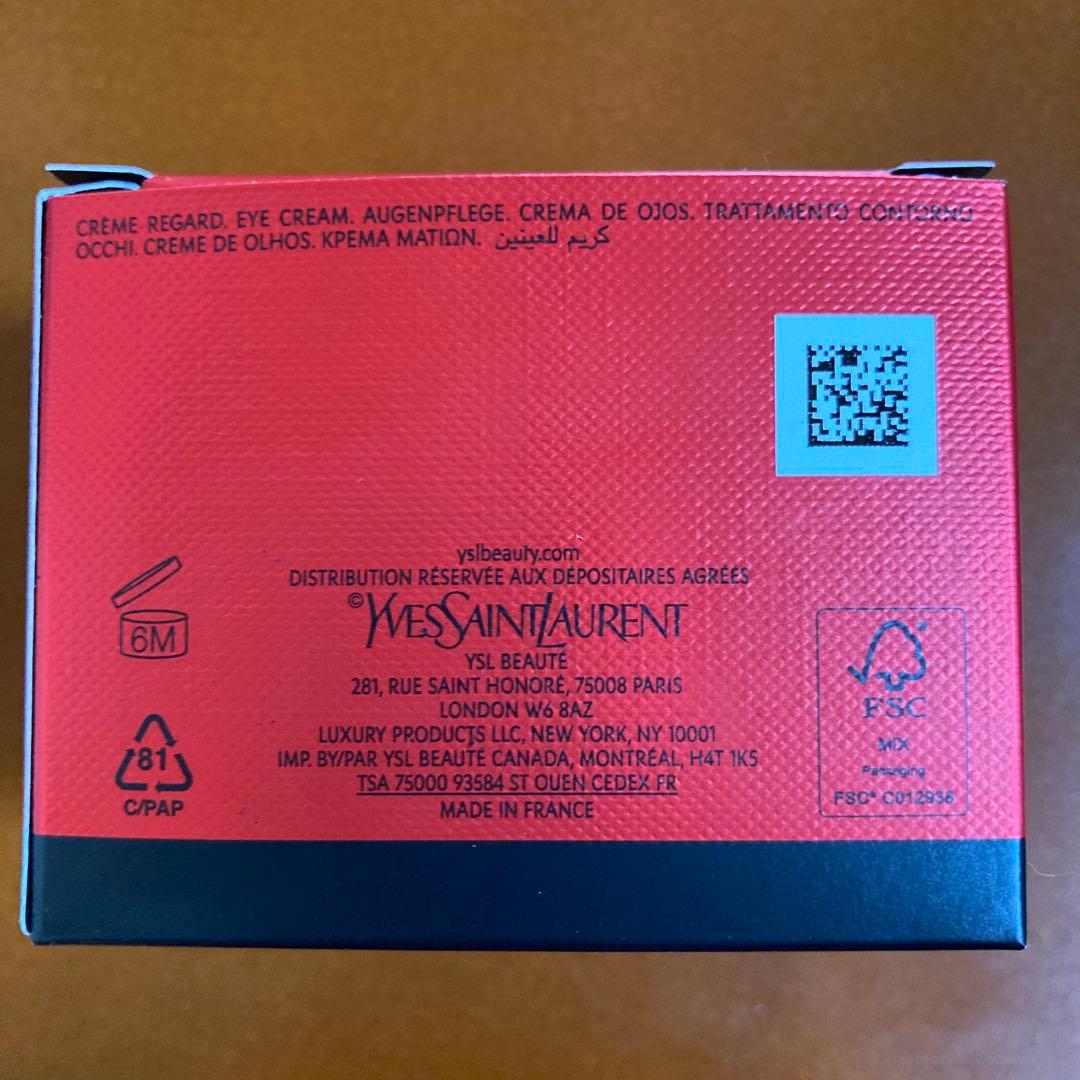 CRÈME REGARD. EYE CREAM. AUGENPFLEGE. CREMA DE OJOS. TRATTAMENTO CONTORNO
OCCHI. CREME DE OLHOS. ΚΡΕΜΑ ΜΑΤΙΩΝ. كريم للعينين
yslbeauty.com
DISTRIBUTION RÉSERVÉE AUX DÉPOSITAIRES AGRÉÉS
©YVESSAINTLAURENT
YSL BEAUTÉ
281, RUE SAINT HONORÉ, 75008 PARIS
LONDON W6 8AZ
LUXURY PRODUCTS LLC, NEW YORK, NY 10001
IMP. BY/PAR YSL BEAUTÉ CANADA, MONTRÉAL, H4T 1K5
TSA 75000 93584 ST OUEN CEDEX FR
MADE IN FRANCE
6M
81
C/PAP
FSC
MIX
Packaging
FSC® C012936